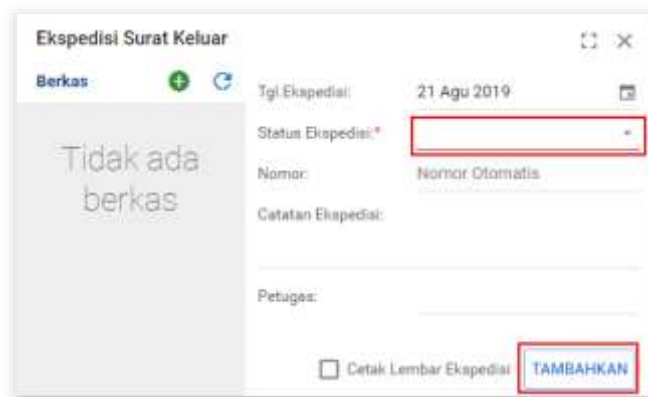 Ekspedisi Surat Keluar
Berkas
Tidak ada
berkas
Tgl.Ekspedisi: 21 Agu 2019
Status Ekspedisi:*
Nomor: Nomor Otomatis
Catatan Ekspedisi:
Petugas:
Cetak Lembar Ekspedisi TAMBAHKAN